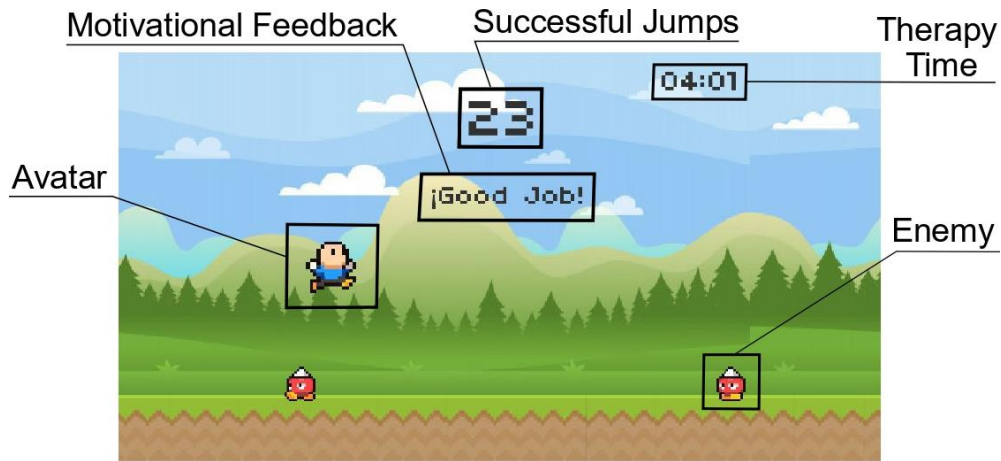 Motivational Feedback
Successful Jumps
Therapy
Time
04:01
23
¡Good Job!
Avatar
Enemy